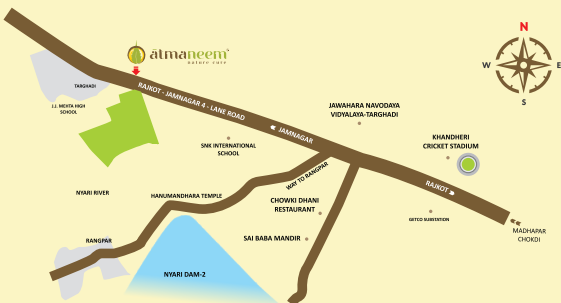 ātmaneem
nature cure
N
W
E
S
TARGHADI
RAJKOT - JAMNAGAR 4 - LANE ROAD
J.J. MEHTA HIGH
SCHOOL
JAMNAGAR
JAWAHARA NAVODAYA
VIDYALAYA-TARGHADI
KHANDHERI
CRICKET STADIUM
SNK INTERNATIONAL
SCHOOL
WAY TO RANGPAR
RAJKOT
NYARI RIVER
HANUMANDHARA TEMPLE
CHOWKI DHANI
RESTAURANT
GETCO SUBSTATION
MADHAPAR
CHOKDI
RANGPAR
SAI BABA MANDIR
NYARI DAM-2